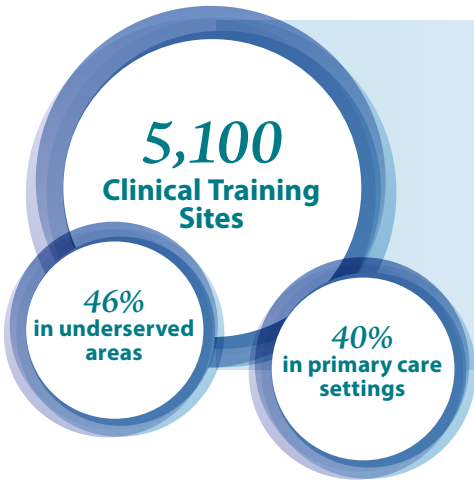 5,100
Clinical Training
Sites
46%
in underserved
areas
40%
in primary care
settings